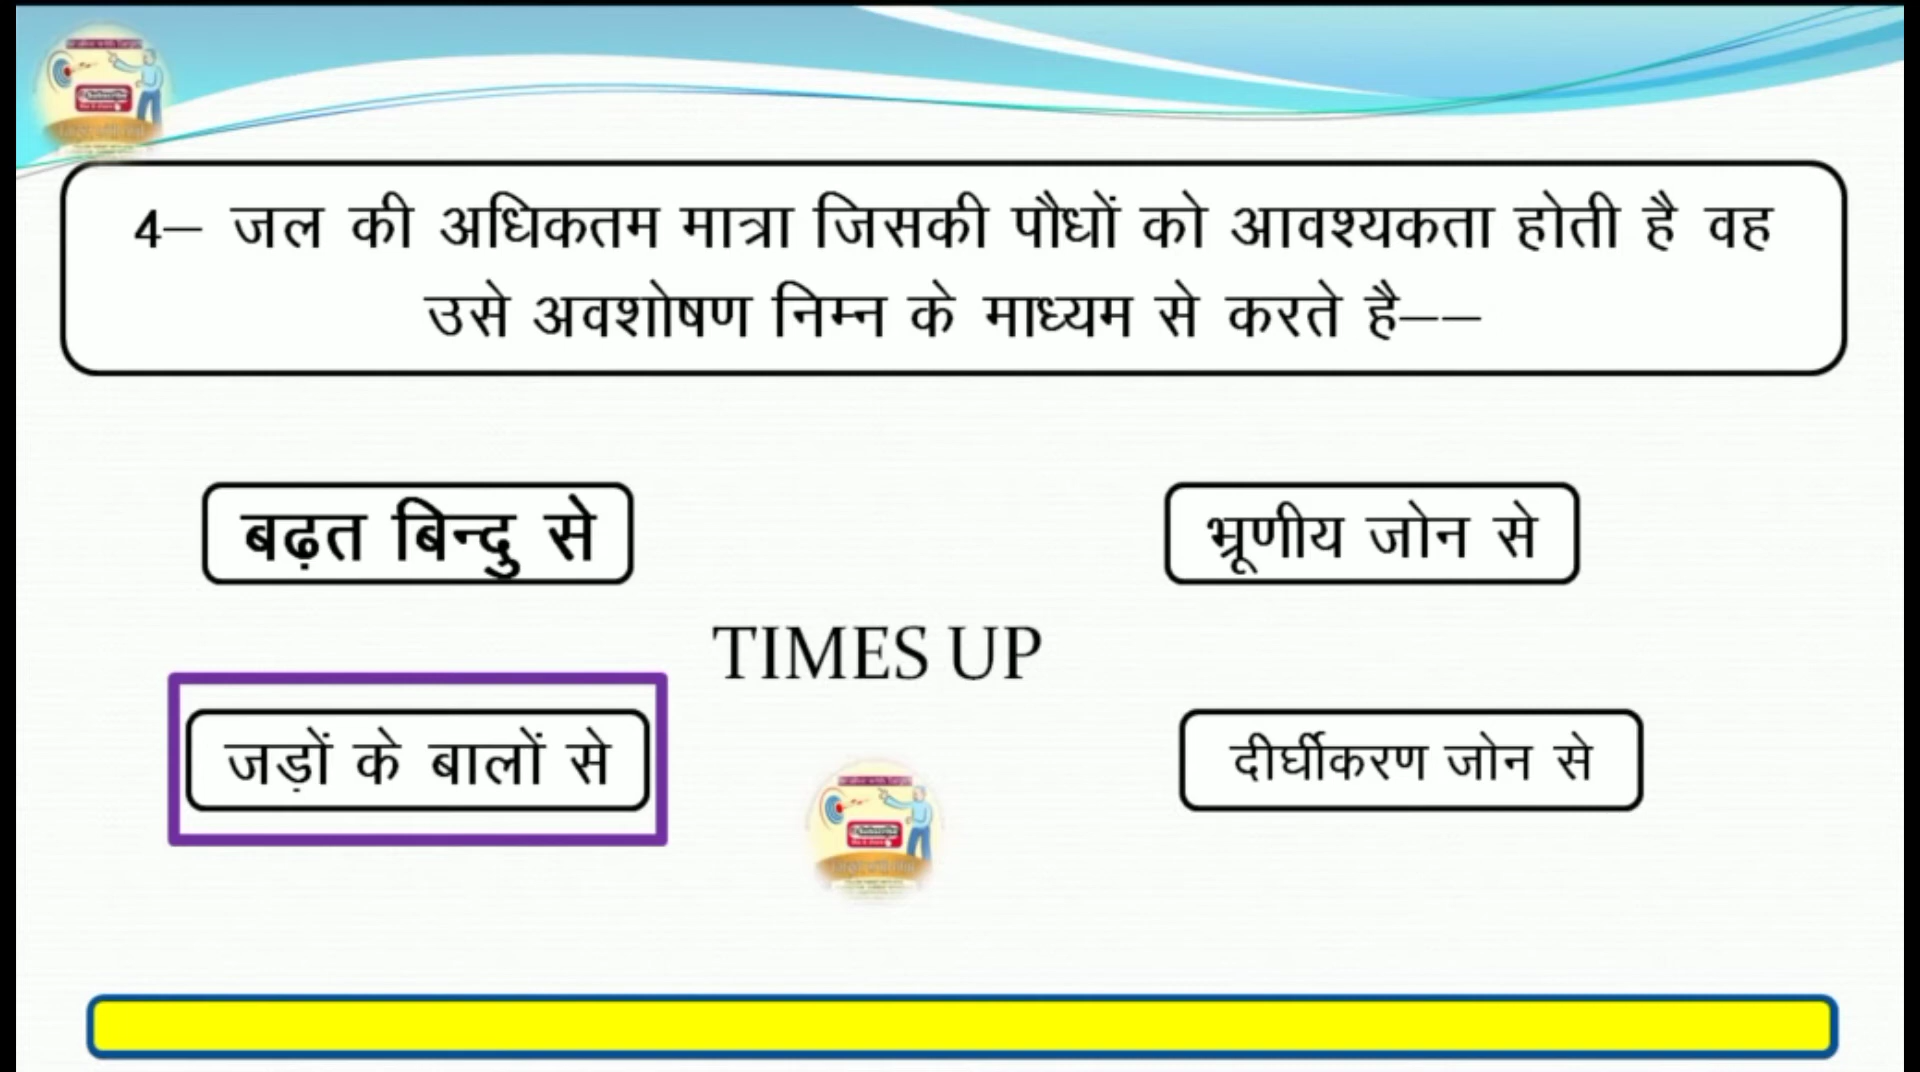 4– जल की अधिकतम मात्रा जिसकी पौधों को आवश्यकता होती है वह
उसे अवशोषण निम्न के माध्यम से करते है––
बढ़त बिन्दु से
भ्रूणीय जोन से
TIMES UP
जड़ों के बालों से
दीर्घीकरण जोन से